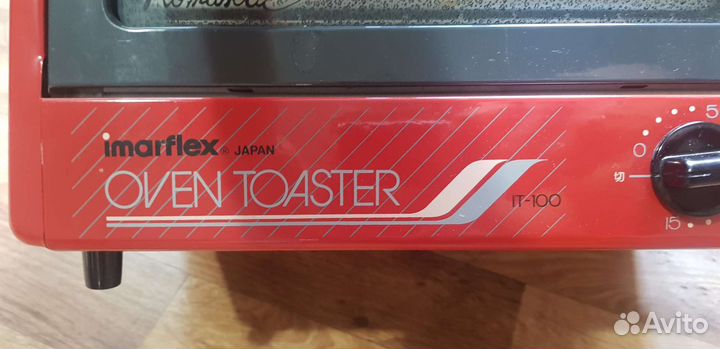 imarflex® JAPAN
OVEN TOASTER
IT-100
5
0
切
15
Avito